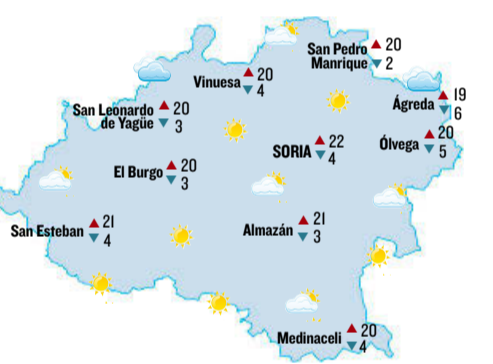 San Pedro 20
Manrique 2
Vinuesa 20
4
Ágreda 19
6
San Leonardo 20
de Yagüe 3
Ólvega 20
5
SORIA 22
4
El Burgo 20
3
San Esteban 21
4
Almazán 21
3
Medinaceli 20
4